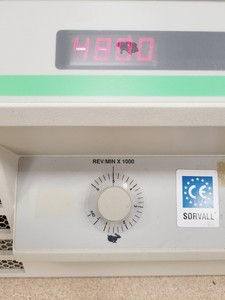 4800
REV/MIN X 1000
CE
SORVALL